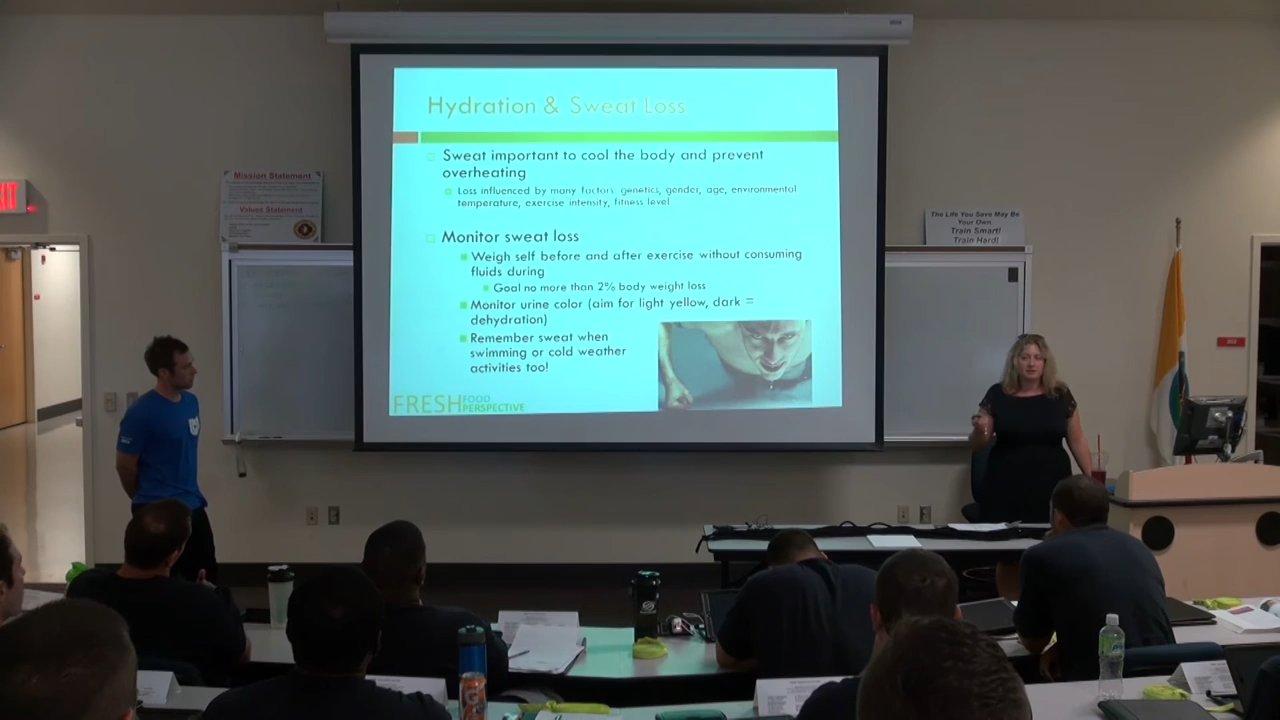 Hydration & Sweat Loss
Sweat important to cool the body and prevent
overheating
Loss influenced by many factors: genetics, gender, age, environmental
temperature, exercise intensity, fitness level
Monitor sweat loss
Weigh self before and after exercise without consuming
fluids during
Goal no more than 2% body weight loss
Monitor urine color (aim for light yellow, dark =
dehydration)
Remember sweat when
swimming or cold weather
activities too!
FRESH FOOD
PERSPECTIVE
Mission Statement
Values Statement
The Life You Save May Be
Your Own.
Train Smart!
Train Hard!